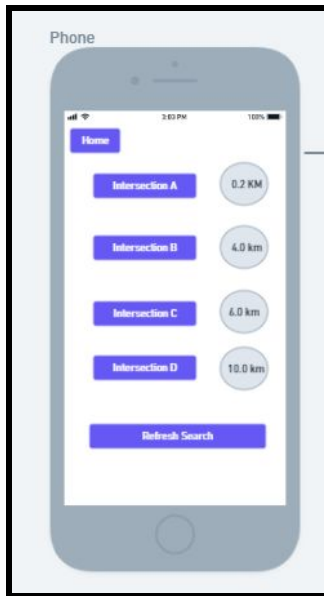 Phone
3:03 PM
100%
Home
Intersection A
0.2 KM
Intersection B
4.0 km
Intersection C
6.0 km
Intersection D
10.0 km
Refresh Search